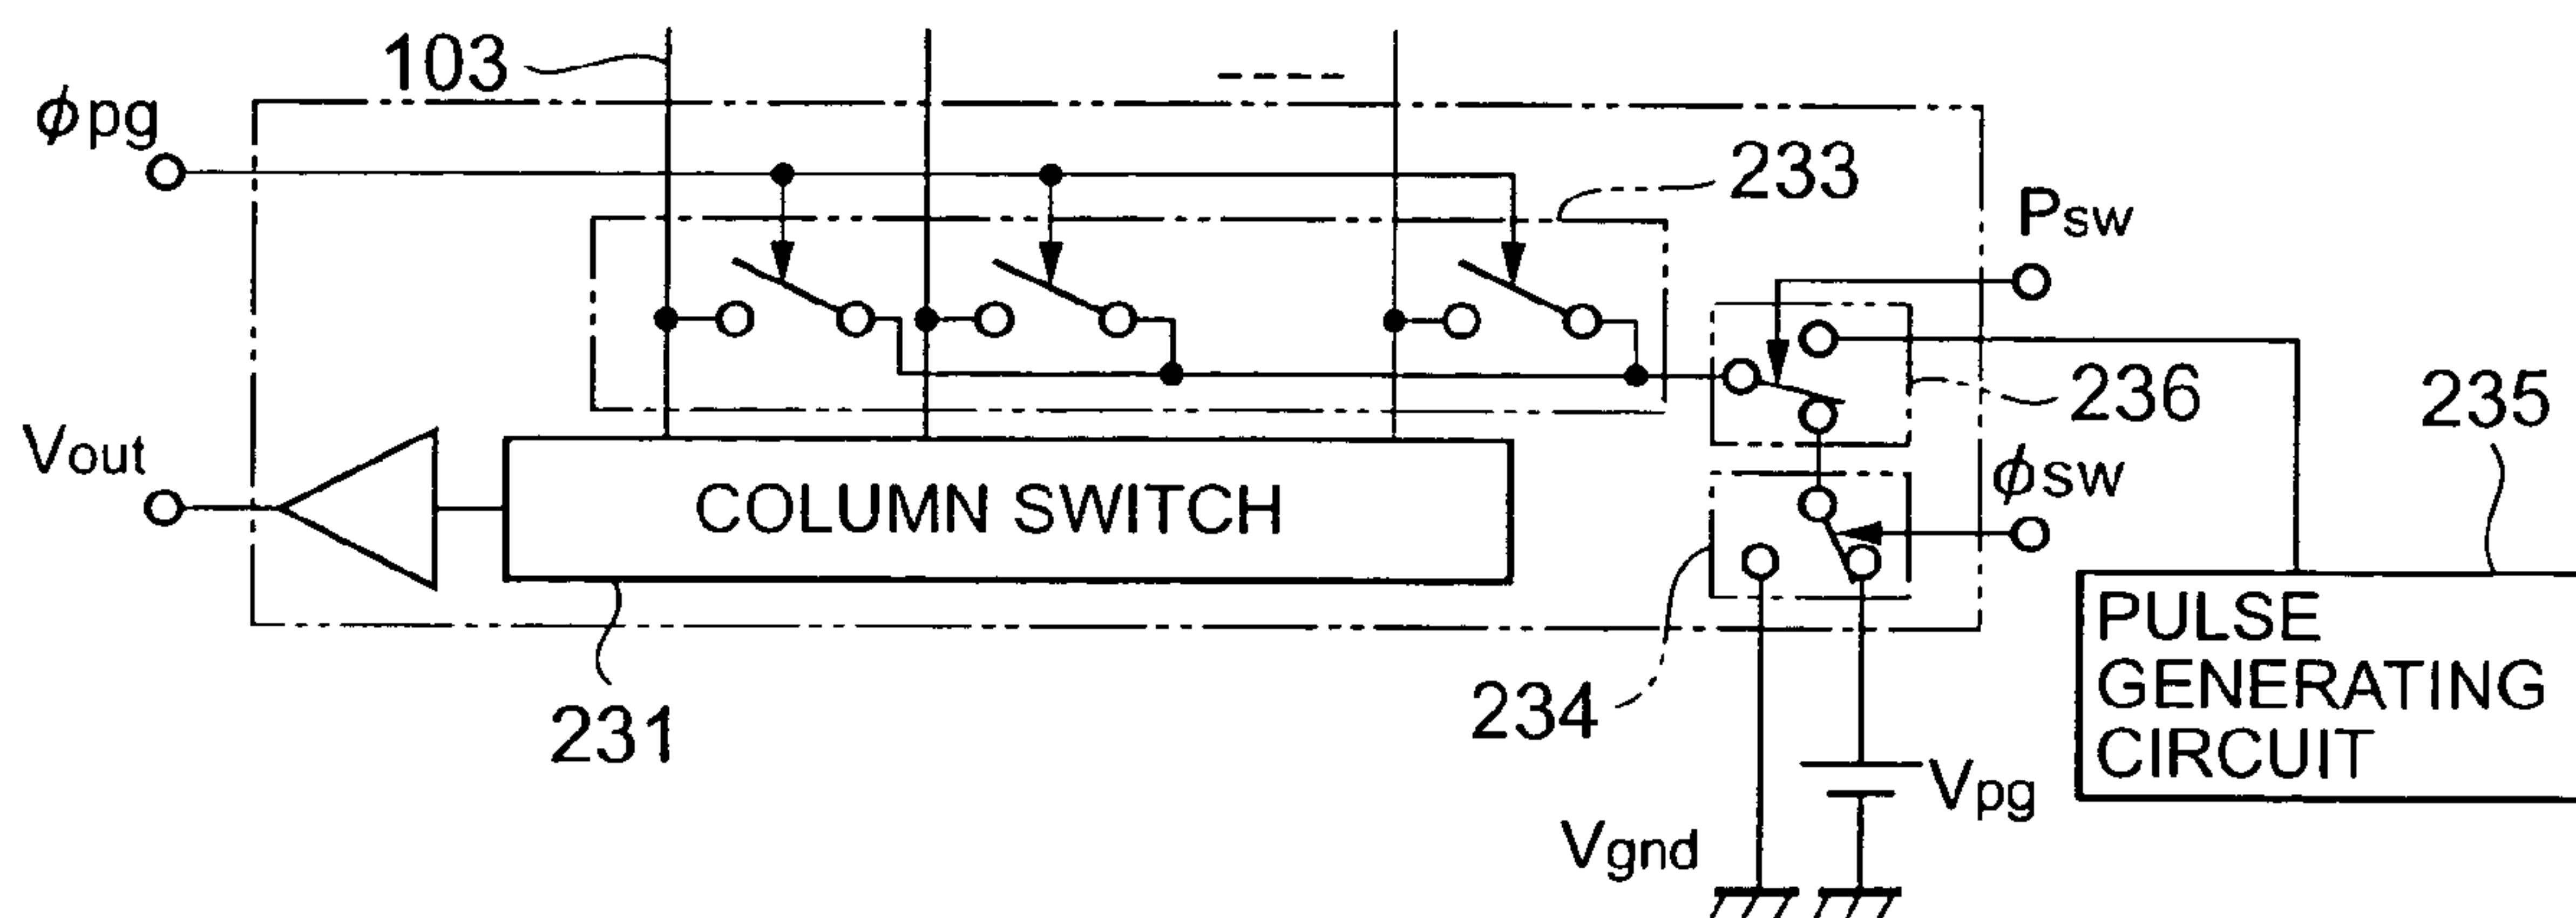 103
ϕpg
233
Psw
236
235
Vout
COLUMN SWITCH
ϕsw
PULSE
GENERATING
CIRCUIT
234
231
Vpg
Vgnd